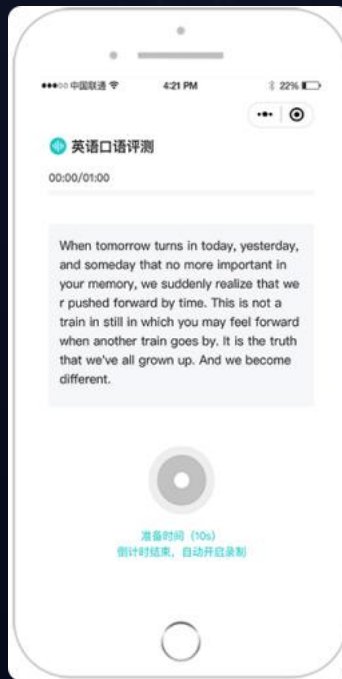 中国联通 4:21 PM 22%
英语口语评测
00:00/01:00
When tomorrow turns in today, yesterday,
and someday that no more important in
your memory, we suddenly realize that we
r pushed forward by time. This is not a
train in still in which you may feel forward
when another train goes by. It is the truth
that we've all grown up. And we become
different.
准备时间（10s）
倒计时结束，自动开启录制